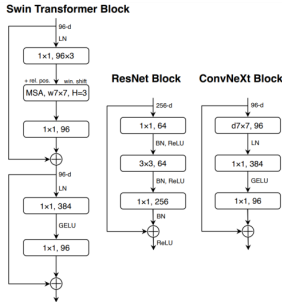 Swin Transformer Block
96-d
LN
1×1, 96×3
+ rel. pos.
win. shift
MSA, w7×7, H=3
1×1, 96
96-d
LN
1×1, 384
GELU
1×1, 96
ResNet Block
256-d
1×1, 64
BN, ReLU
3×3, 64
BN, ReLU
1×1, 256
BN
ReLU
ConvNeXt Block
96-d
d7×7, 96
LN
1×1, 384
GELU
1×1, 96